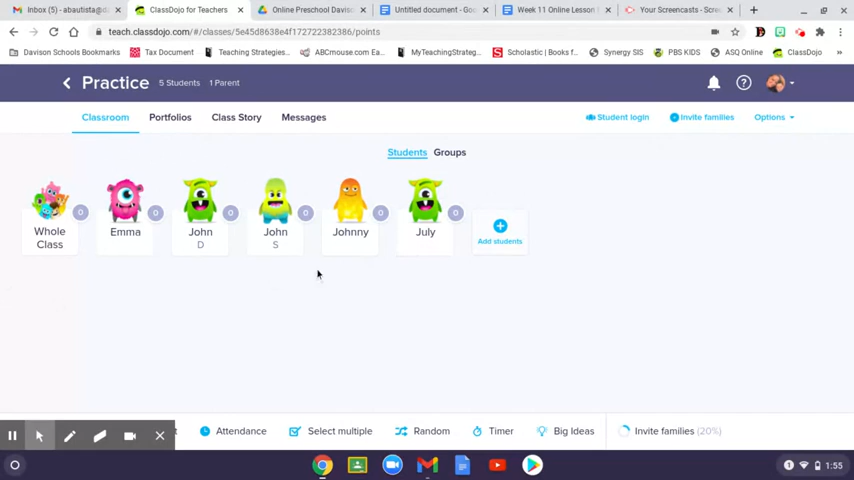 Inbox (5) - abautista@d
ClassDojo for Teachers
Online Preschool Davis
Untitled document - Goo
Week 11 Online Lesson
Your Screencasts - Scree
teach.classdojo.com/#/classes/5e45d8638e4f172722382386/points
Davison Schools Bookmarks
Tax Document
Teaching Strategies...
ABCmouse.com Ea...
MyTeachingStrateg...
Scholastic | Books f...
Synergy SIS
PBS KIDS
ASQ Online
ClassDojo
Practice
5 Students
1 Parent
Classroom
Portfolios
Class Story
Messages
Student login
Invite families
Options
Students
Groups
0
0
0
0
0
0
Whole
Class
Emma
John
D
John
S
Johnny
July
Add students
Attendance
Select multiple
Random
Timer
Big Ideas
Invite families (20%)
1
1:55